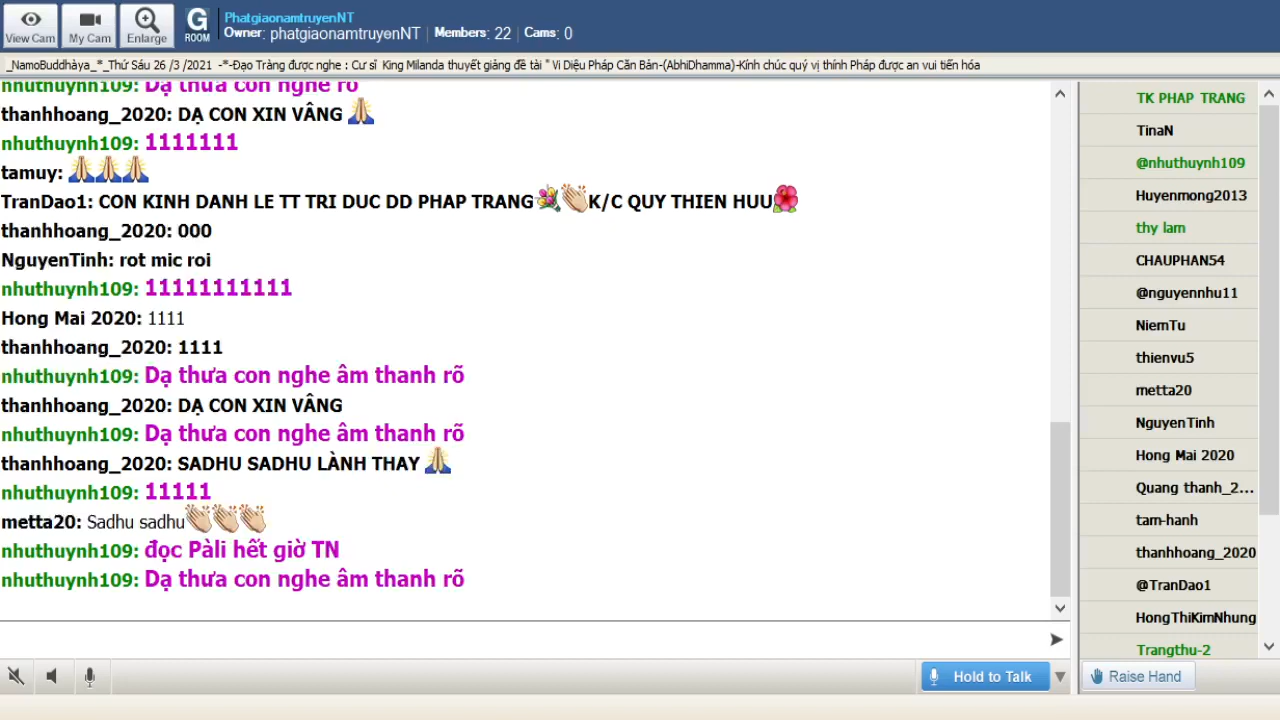 View Cam
My Cam
Enlarge
G
ROOM
PhatgiaonamtruyenNT
Owner: phatgiaonamtruyenNT | Members: 22 | Cams: 0
_NamoBuddhàya_*_Thứ Sáu 26 /3 /2021 -*-Đạo Tràng được nghe : Cư sĩ King Milanda thuyết giảng đề tài " Vi Diệu Pháp Căn Bản-(AbhiDhamma)-Kính chúc quý vị thính Pháp được an vui tiến hóa
nhuthuynh109: Dạ thưa con nghe rõ
thanhhoang_2020: DẠ CON XIN VÂNG 🙏
nhuthuynh109: 1111111
tamuy: 🙏🙏🙏
TranDao1: CON KINH DANH LE TT TRI DUC DD PHAP TRANG💐👏K/C QUY THIEN HUU🌺
thanhhoang_2020: 000
NguyenTinh: rot mic roi
nhuthuynh109: 11111111111
Hong Mai 2020: 1111
thanhhoang_2020: 1111
nhuthuynh109: Dạ thưa con nghe âm thanh rõ
thanhhoang_2020: DẠ CON XIN VÂNG
nhuthuynh109: Dạ thưa con nghe âm thanh rõ
thanhhoang_2020: SADHU SADHU LÀNH THAY 🙏
nhuthuynh109: 11111
metta20: Sadhu sadhu👏👏👏
nhuthuynh109: đọc Pàli hết giờ TN
nhuthuynh109: Dạ thưa con nghe âm thanh rõ
TK PHAP TRANG
TinaN
@nhuthuynh109
Huyenmong2013
thy lam
CHAUPHAN54
@nguyennhu11
NiemTu
thienvu5
metta20
NguyenTinh
Hong Mai 2020
Quang thanh_2...
tam-hanh
thanhhoang_2020
@TranDao1
HongThiKimNhung
Trangthu-2
Hold to Talk
Raise Hand